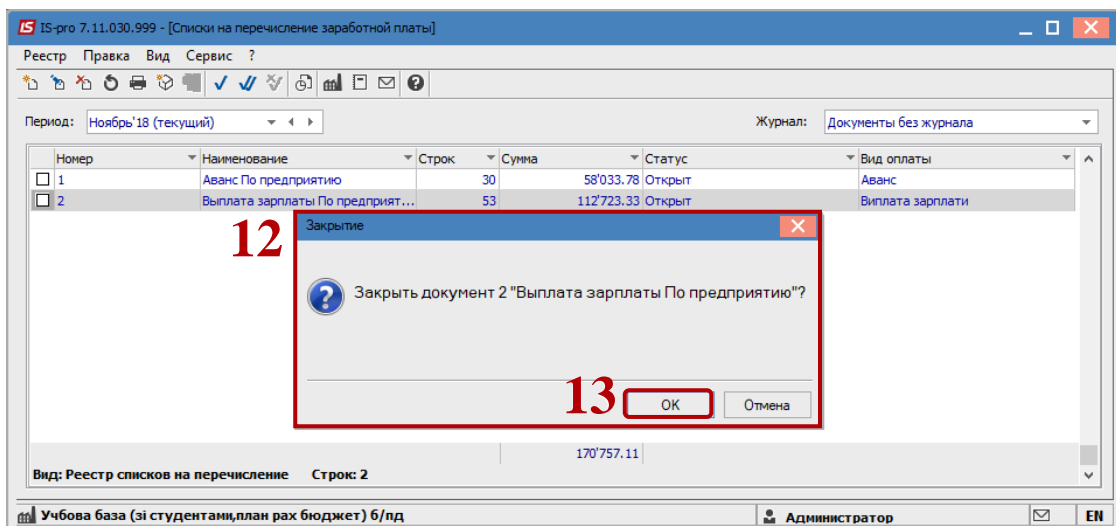 IS-pro 7.11.030.999 - [Списки на перечисление заработной платы]
Реестр Правка Вид Сервис ?
Период: Ноябрь'18 (текущий) Журнал: Документы без журнала
Номер Наименование Строк Сумма Статус Вид оплаты
1 Аванс По предприятию 30 58'033.78 Открыт Аванс
2 Выплата зарплаты По предприят... 53 112'723.33 Открыт Виплата зарплати
12 Закрытие
Закрыть документ 2 "Выплата зарплаты По предприятию"?
13 OK Отмена
170'757.11
Вид: Реестр списков на перечисление Строк: 2
Учбова база (зі студентами,план рах бюджет) б/пд Администратор EN